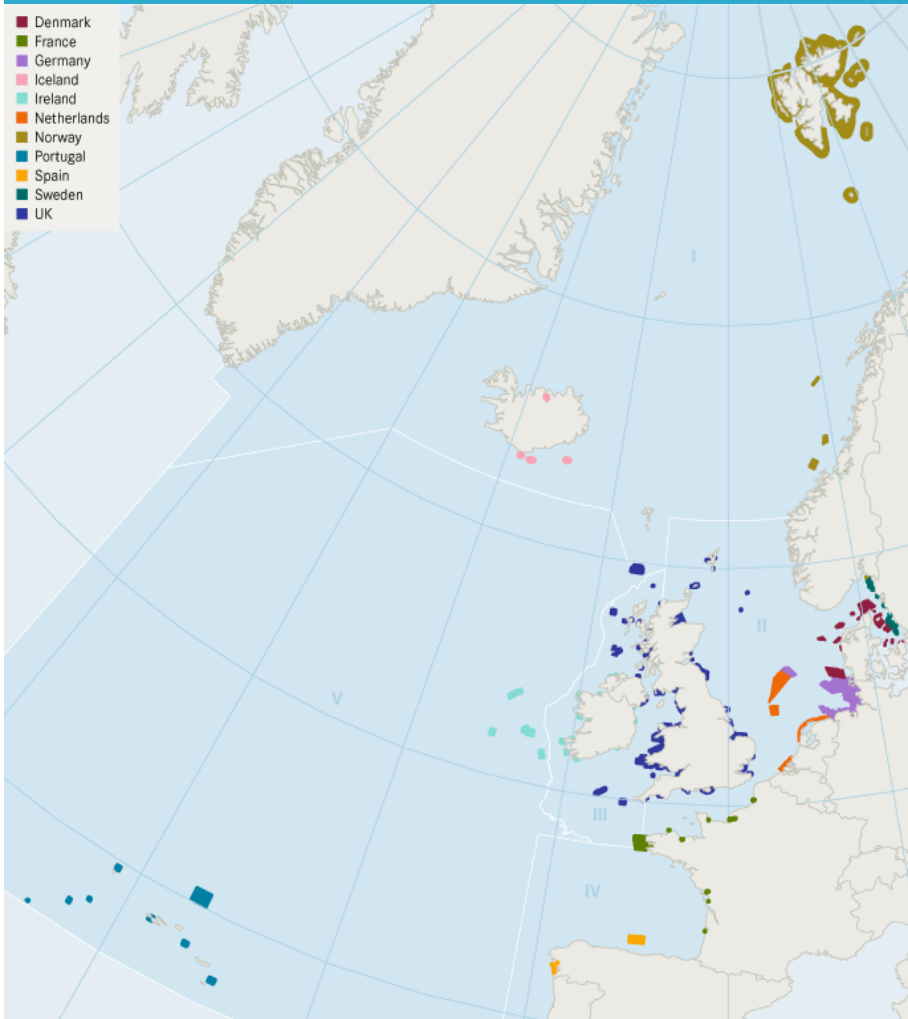 Denmark
France
Germany
Iceland
Ireland
Netherlands
Norway
Portugal
Spain
Sweden
UK
I
II
V
III
IV